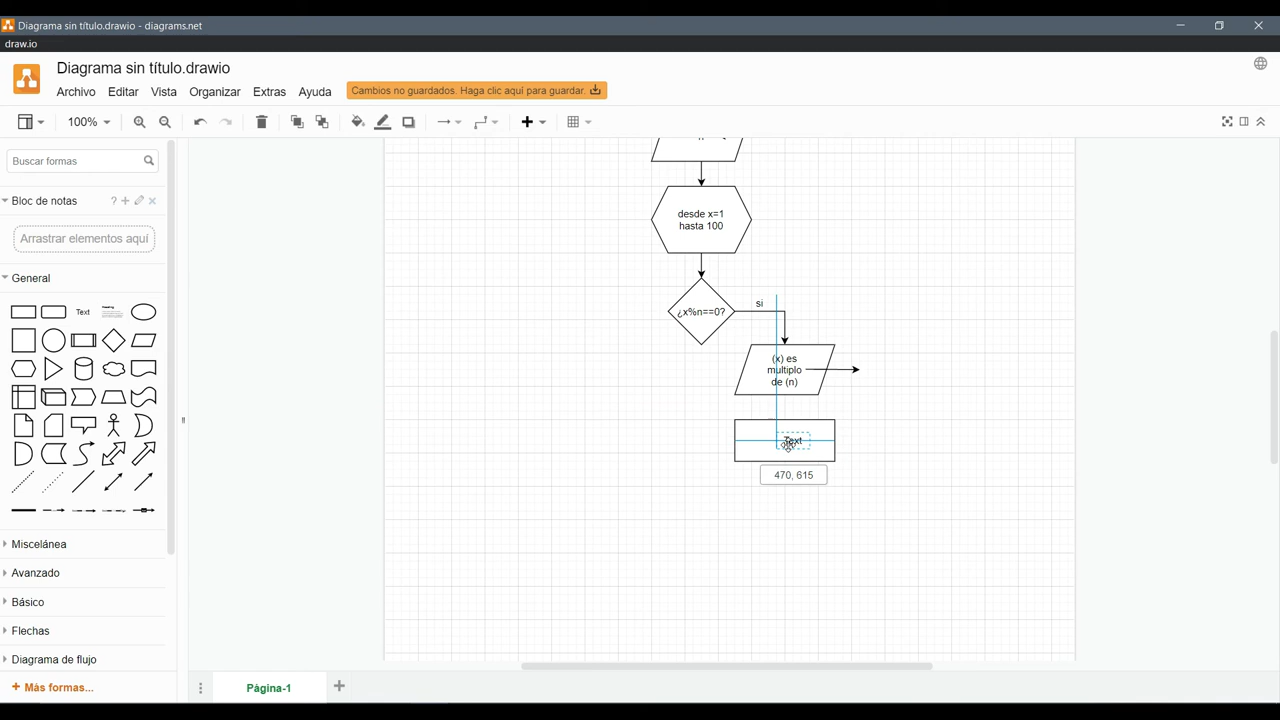 Diagrama sin título.drawio - diagrams.net
draw.io
Diagrama sin título.drawio
Archivo Editar Vista Organizar Extras Ayuda
Cambios no guardados. Haga clic aquí para guardar.
100%
Buscar formas
Bloc de notas
Arrastrar elementos aquí
General
Text
Heading
Miscelánea
Avanzado
Básico
Flechas
Diagrama de flujo
+ Más formas...
Página-1
desde x=1
hasta 100
¿x%n==0?
si
(x) es
multiplo
de (n)
Text
470, 615